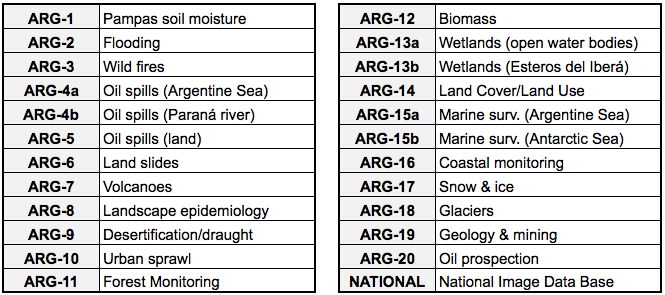 ARG-1 Pampas soil moisture
ARG-2 Flooding
ARG-3 Wild fires
ARG-4a Oil spills (Argentine Sea)
ARG-4b Oil spills (Paraná river)
ARG-5 Oil spills (land)
ARG-6 Land slides
ARG-7 Volcanoes
ARG-8 Landscape epidemiology
ARG-9 Desertification/draught
ARG-10 Urban sprawl
ARG-11 Forest Monitoring
ARG-12 Biomass
ARG-13a Wetlands (open water bodies)
ARG-13b Wetlands (Esteros del Iberá)
ARG-14 Land Cover/Land Use
ARG-15a Marine surv. (Argentine Sea)
ARG-15b Marine surv. (Antarctic Sea)
ARG-16 Coastal monitoring
ARG-17 Snow & ice
ARG-18 Glaciers
ARG-19 Geology & mining
ARG-20 Oil prospection
NATIONAL National Image Data Base